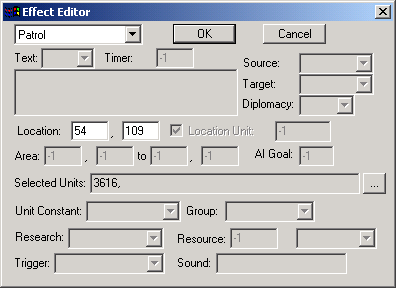 Effect Editor
Patrol
OK
Cancel
Text:
Timer: -1
Source:
Target:
Diplomacy:
Location: 54 , 109
Location Unit: -1
Area: -1 , -1 to -1 , -1
AI Goal: -1
Selected Units: 3616, ...
Unit Constant:
Group:
Research:
Resource: -1
Trigger:
Sound: